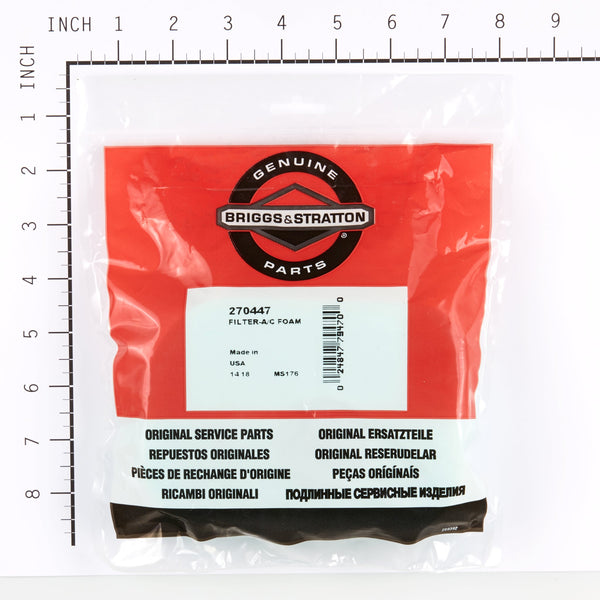 INCH 1 2 3 4 5 6 7 8 9
INCH
1
2
3
4
5
6
7
8
GENUINE
BRIGGS&STRATTON
®
PARTS
270447
FILTER-A/C FOAM
Made in
USA
1418 MS176
0 24847 79470 0
ORIGINAL SERVICE PARTS ORIGINAL ERSATZTEILE
REPUESTOS ORIGINALES ORIGINAL RESERUDELAR
PIÈCES DE RECHANGE D'ORIGINE PEÇAS ORÍGÍNAÍS
RICAMBI ORIGINALI ПОДЛИННЫЕ СЕРВИСНЫЕ ИЗДЕЛИЯ